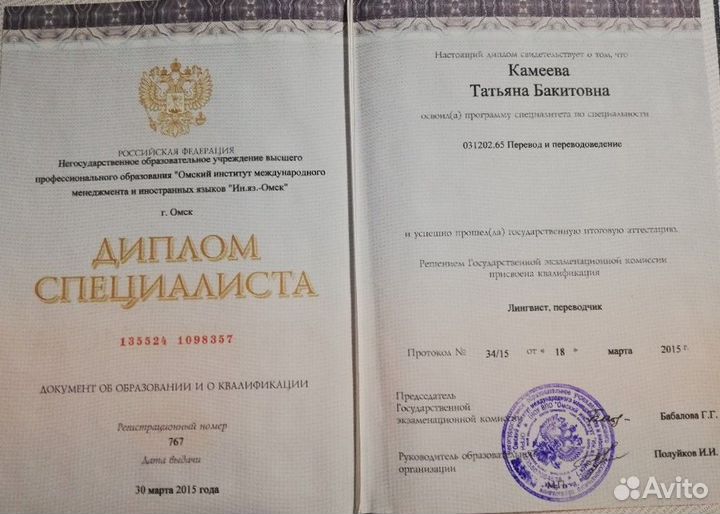 РОССИЙСКАЯ ФЕДЕРАЦИЯ
Негосударственное образовательное учреждение высшего
профессионального образования "Омский институт международного
менеджмента и иностранных языков "Ин.яз.-Омск"
г. Омск
ДИПЛОМ
СПЕЦИАЛИСТА
135524 1098357
ДОКУМЕНТ ОБ ОБРАЗОВАНИИ И О КВАЛИФИКАЦИИ
Регистрационный номер
767
Дата выдачи
30 марта 2015 года
Настоящий диплом свидетельствует о том, что
Камеева
Татьяна Бакитовна
освоил(а) программу специалитета по специальности
031202.65 Перевод и переводоведение
и успешно прошел(ла) государственную итоговую аттестацию.
Решением Государственной экзаменационной комиссии
присвоена квалификация
Лингвист, переводчик
Протокол № 34/15 от « 18 » марта 2015 г.
Председатель
Государственной
экзаменационной комиссии Бабалова Г.Г.
Руководитель образовательной Полуйков И.И.
организации
М.П.
Avito